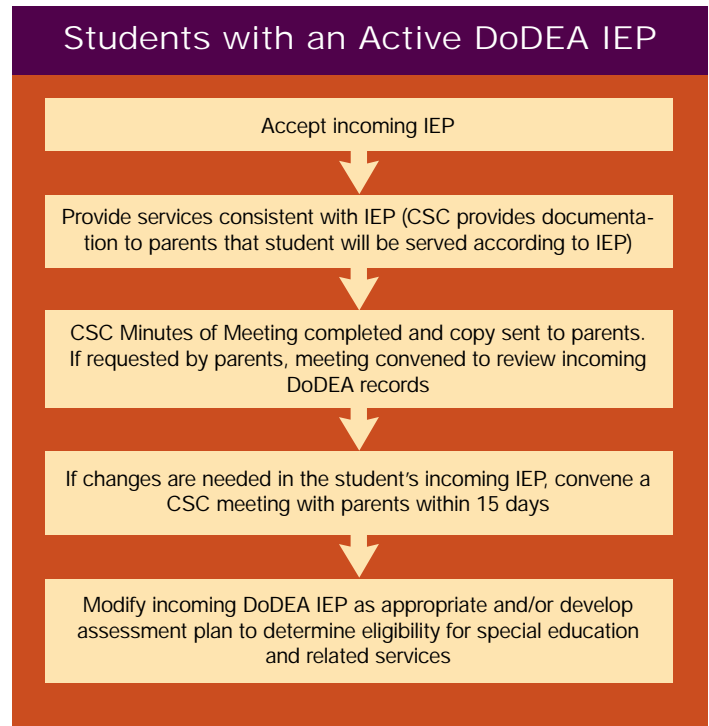 Students with an Active DoDEA IEP
Accept incoming IEP
Provide services consistent with IEP (CSC provides documenta-
tion to parents that student will be served according to IEP)
CSC Minutes of Meeting completed and copy sent to parents.
If requested by parents, meeting convened to review incoming
DoDEA records
If changes are needed in the student's incoming IEP, convene a
CSC meeting with parents within 15 days
Modify incoming DoDEA IEP as appropriate and/or develop
assessment plan to determine eligibility for special education
and related services